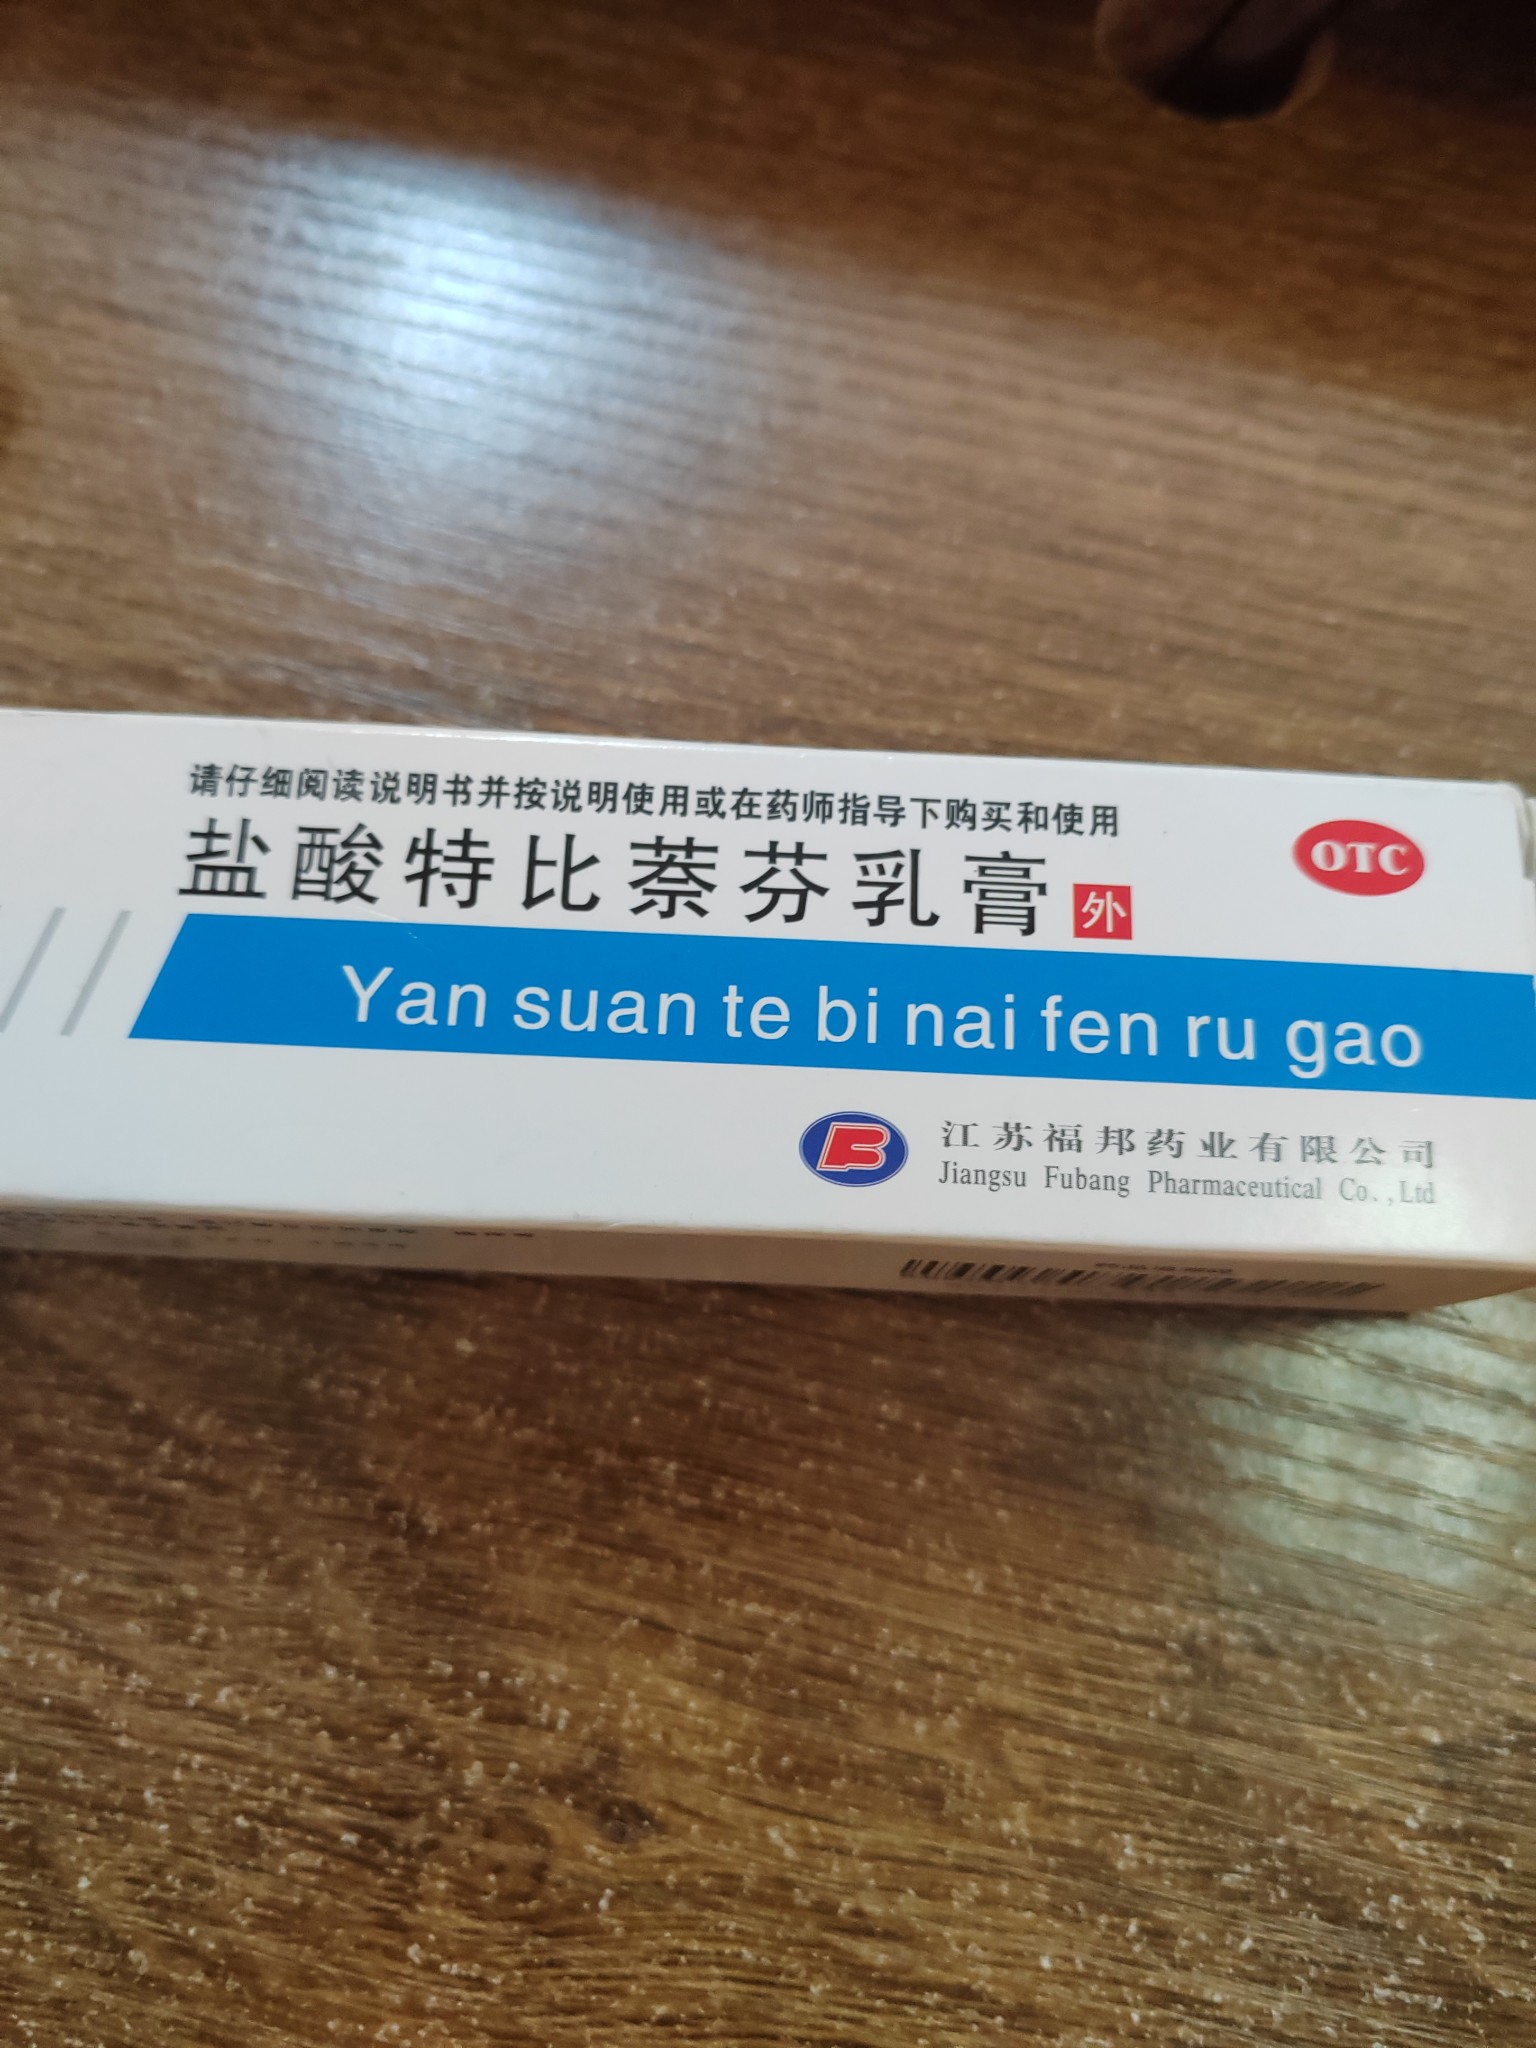 请仔细阅读说明书并按说明使用或在药师指导下购买和使用
盐酸特比萘芬乳膏 外
OTC
Yan suan te bi nai fen ru gao
江苏福邦药业有限公司
Jiangsu Fubang Pharmaceutical Co.,Ltd